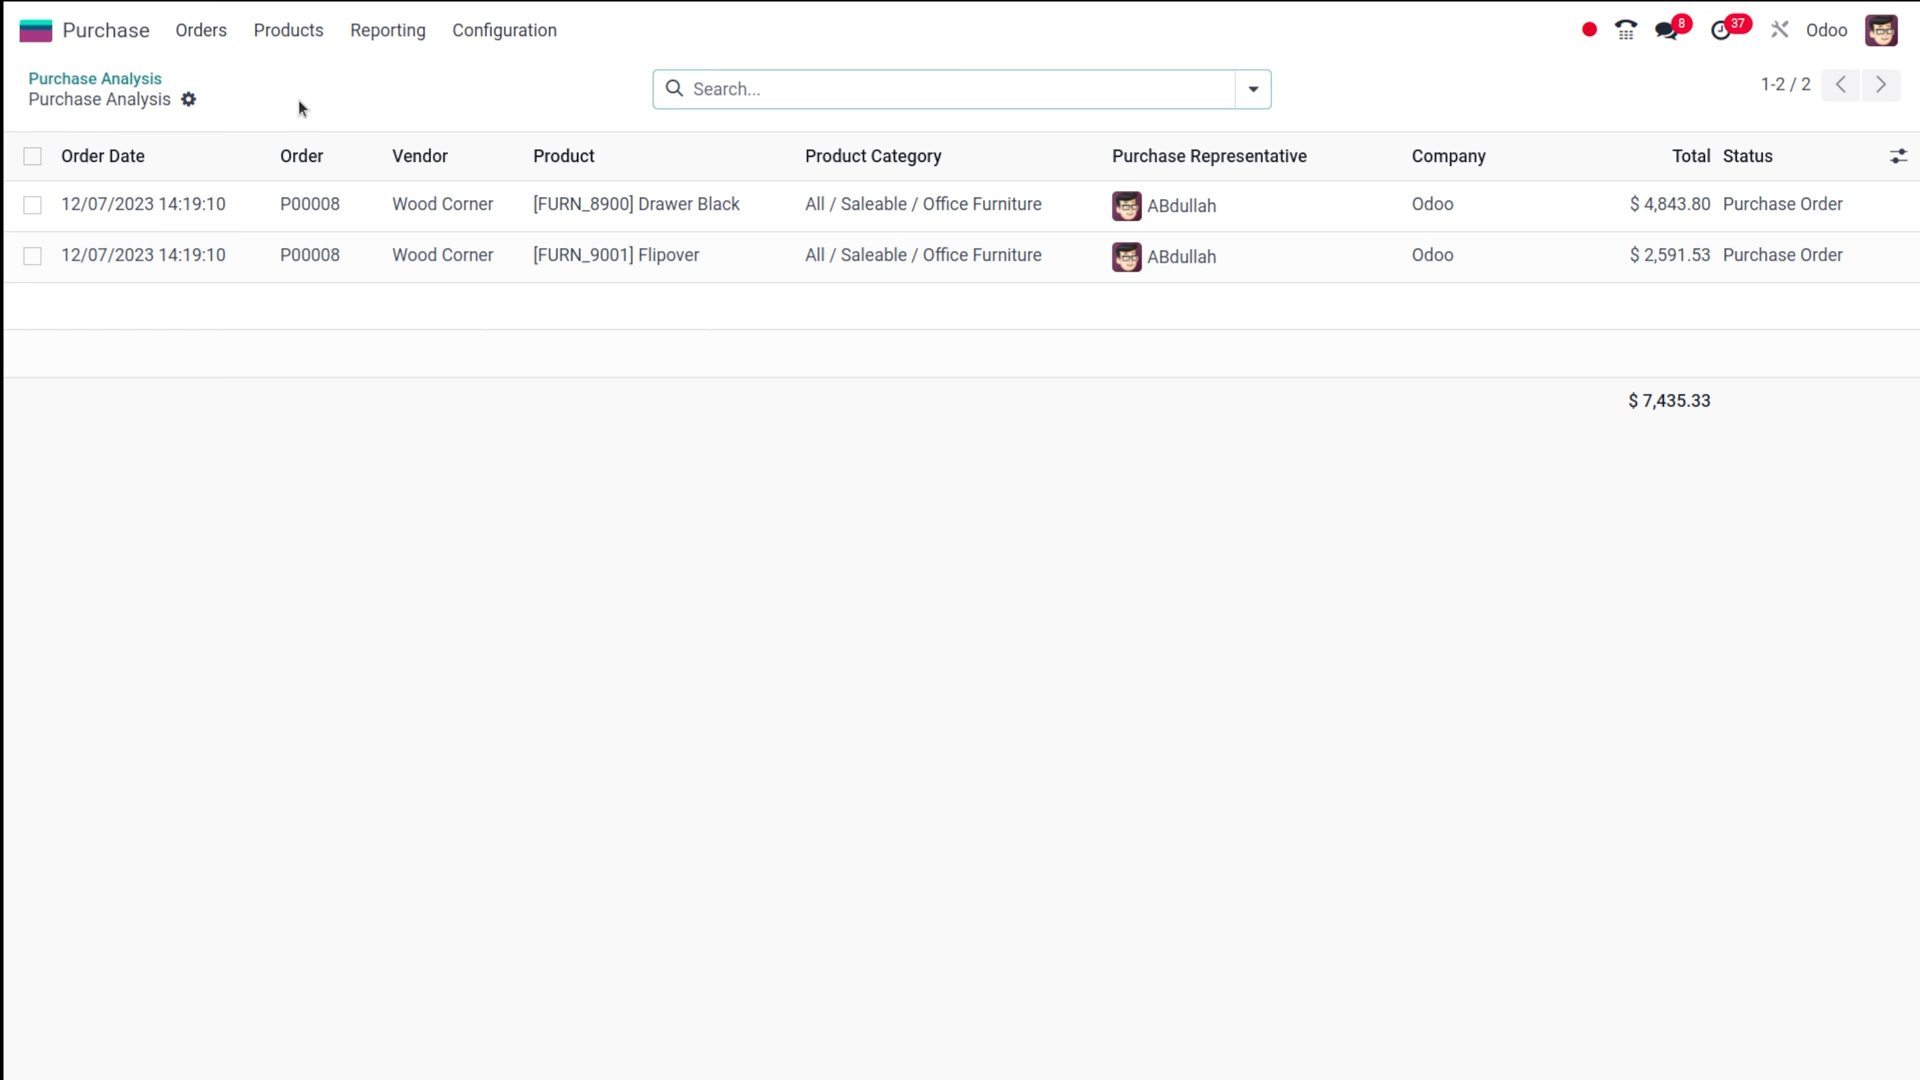 Purchase Orders Products Reporting Configuration 8 37 Odoo
Purchase Analysis
Purchase Analysis
Search...
1-2 / 2
Order Date Order Vendor Product Product Category Purchase Representative Company Total Status
12/07/2023 14:19:10 P00008 Wood Corner [FURN_8900] Drawer Black All / Saleable / Office Furniture ABdullah Odoo $ 4,843.80 Purchase Order
12/07/2023 14:19:10 P00008 Wood Corner [FURN_9001] Flipover All / Saleable / Office Furniture ABdullah Odoo $ 2,591.53 Purchase Order
$ 7,435.33